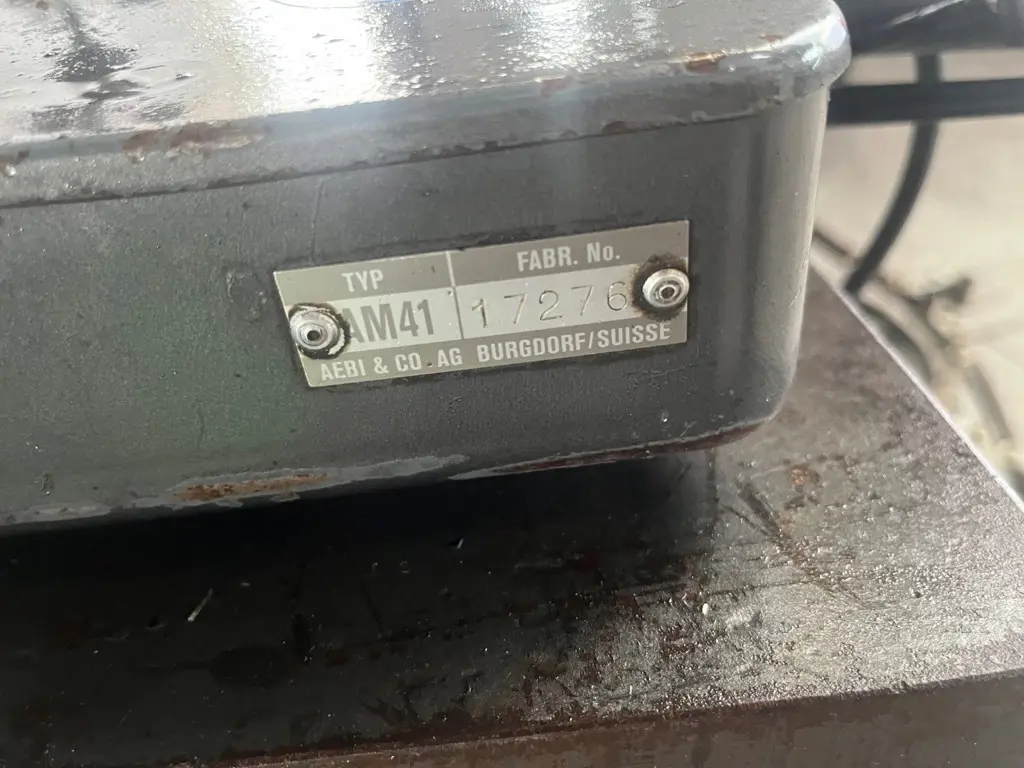 TYP FABR. No.
AM41 17276
AEBI & CO. AG BURGDORF/SUISSE